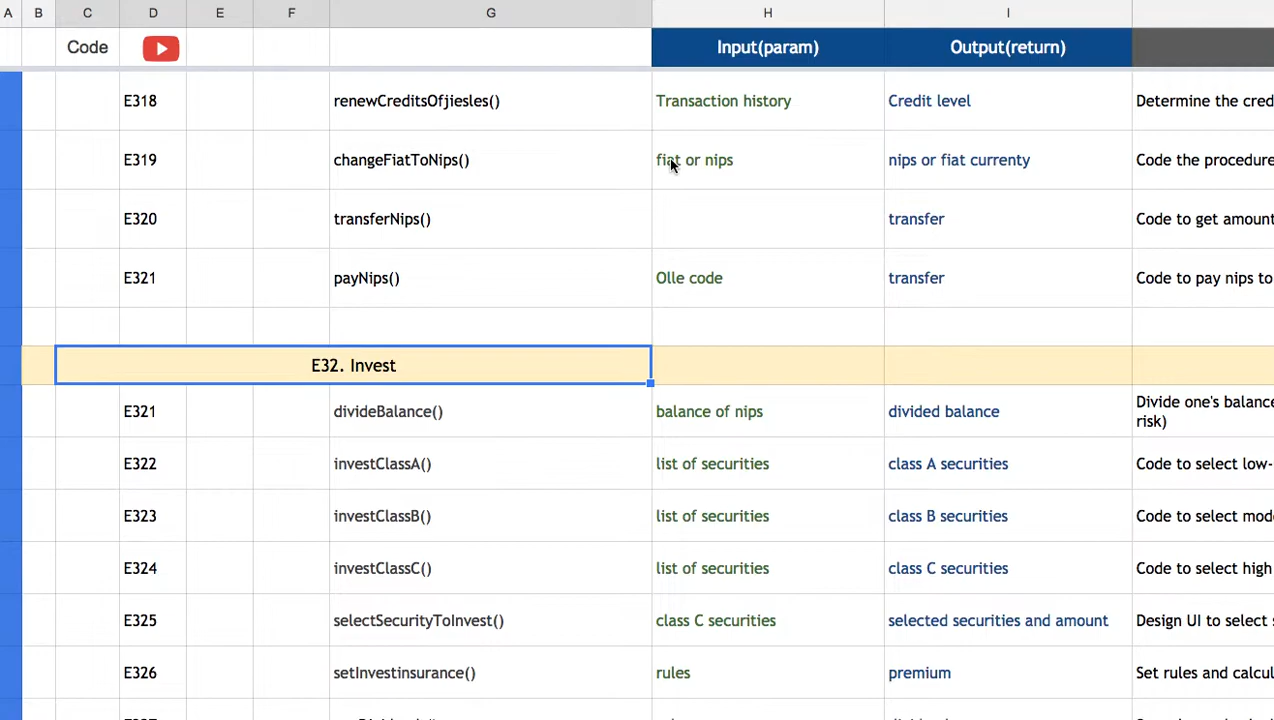 A B C D E F G H I
Code Input(param) Output(return)
E318 renewCreditsOfjiesles() Transaction history Credit level Determine the cred
E319 changeFiatToNips() fiat or nips nips or fiat currenty Code the procedure
E320 transferNips() transfer Code to get amount
E321 payNips() Olle code transfer Code to pay nips to
E32. Invest
E321 divideBalance() balance of nips divided balance Divide one's balance
risk)
E322 investClassA() list of securities class A securities Code to select low-
E323 investClassB() list of securities class B securities Code to select mod
E324 investClassC() list of securities class C securities Code to select high
E325 selectSecurityToInvest() class C securities selected securities and amount Design UI to select s
E326 setInvestinsurance() rules premium Set rules and calcul